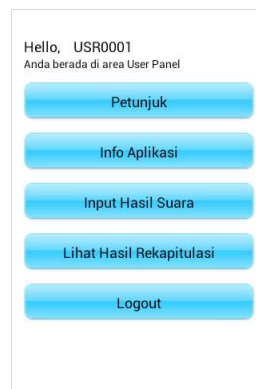 Hello, USR0001
Anda berada di area User Panel
Petunjuk
Info Aplikasi
Input Hasil Suara
Lihat Hasil Rekapitulasi
Logout